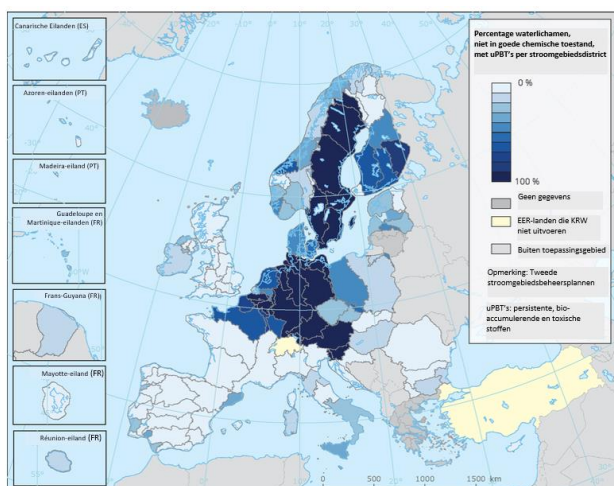 Canarische Eilanden (ES)
Azoren-eilanden (PT)
Madeira-eiland (PT)
Guadeloupe en
Martinique-eilanden (FR)
Frans-Guyana (FR)
Mayotte-eiland (FR)
Réunion-eiland (FR)
Percentage waterlichamen,
niet in goede chemische toestand,
met uPBT's per stroomgebiedsdistrict
0 %
100 %
Geen gegevens
EER-landen die KRW
niet uitvoeren
Buiten toepassingsgebied
Opmerking: Tweede
stroomgebiedsbeheersplannen
uPBT's: persistente, bio-
accumulerende en toxische
stoffen
0 500 1000 1500 km